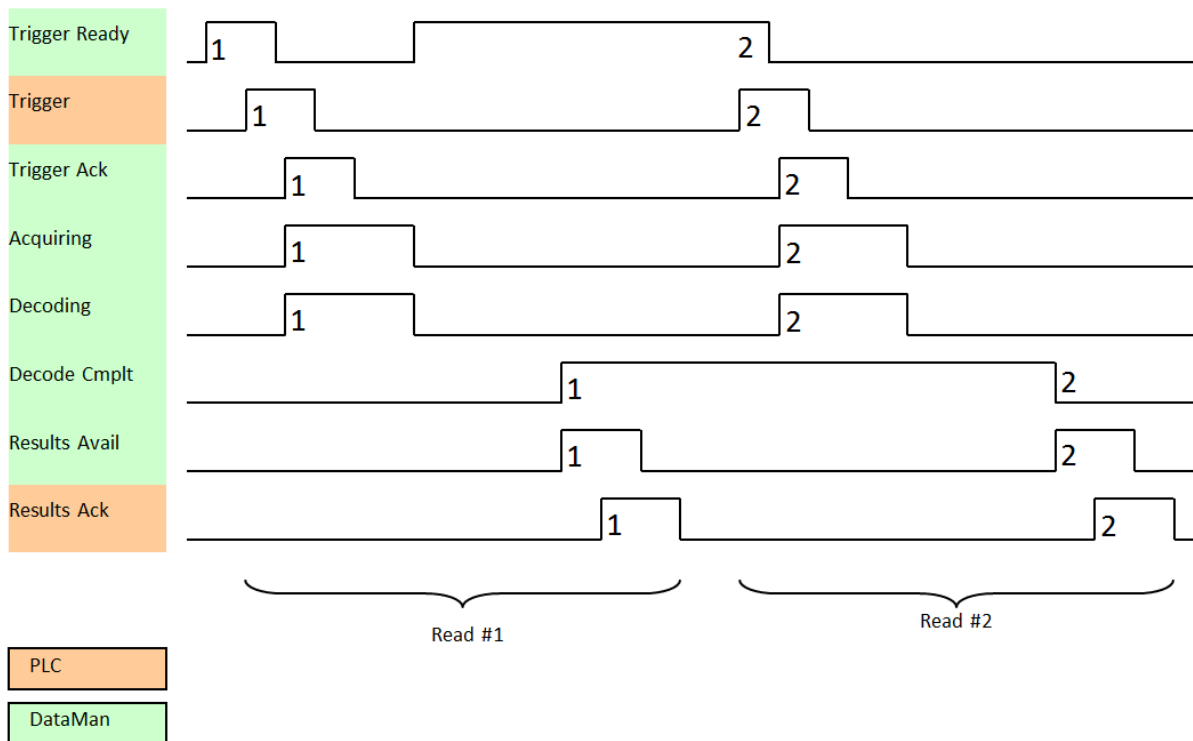 Trigger Ready
1
2
Trigger
1
2
Trigger Ack
1
2
Acquiring
1
2
Decoding
1
2
Decode Cmplt
1
2
Results Avail
1
2
Results Ack
1
2
Read #1
Read #2
PLC
DataMan